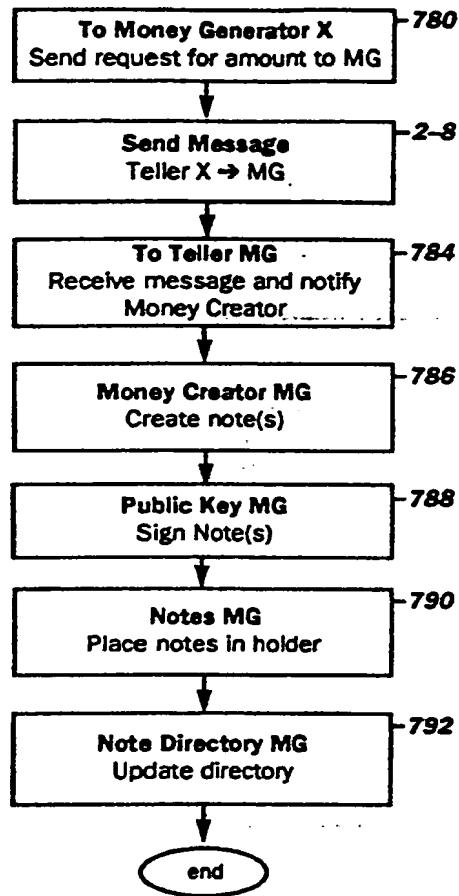 To Money Generator X
Send request for amount to MG
780
Send Message
Teller X → MG
2-8
To Teller MG
Receive message and notify
Money Creator
784
Money Creator MG
Create note(s)
786
Public Key MG
Sign Note(s)
788
Notes MG
Place notes in holder
790
Note Directory MG
Update directory
792
end